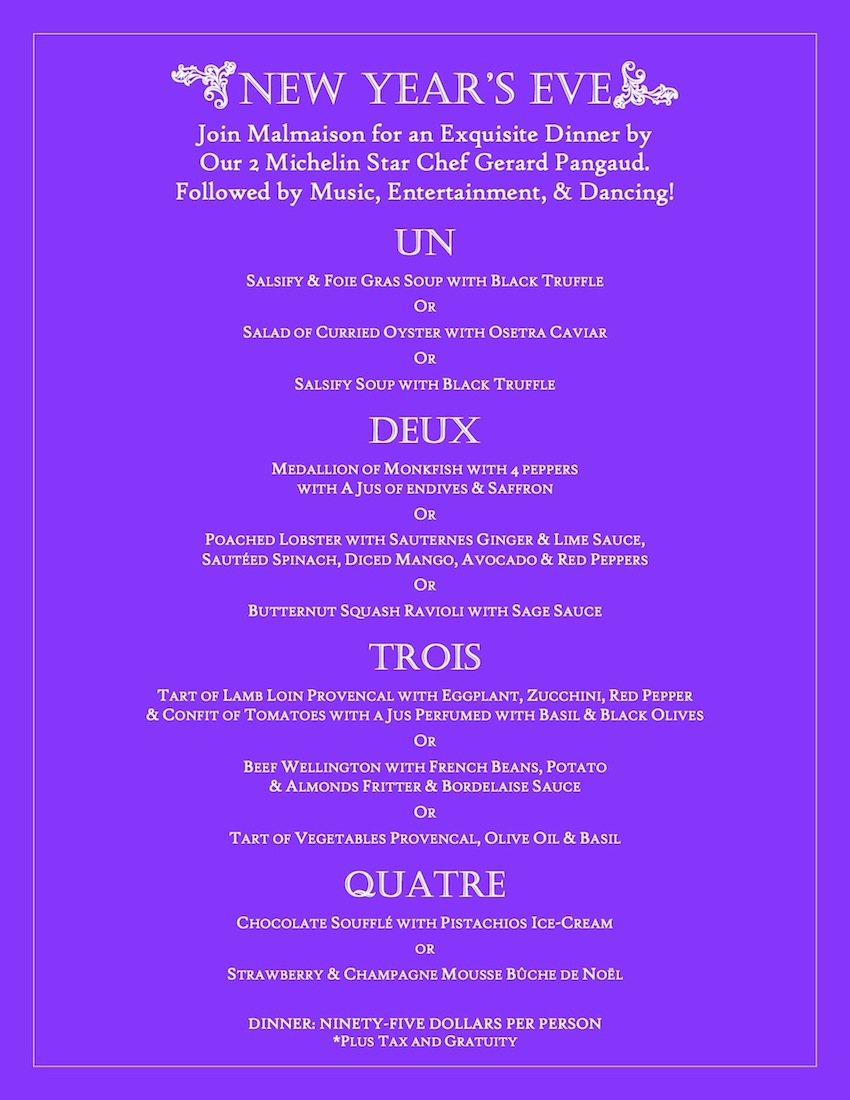 NEW YEAR'S EVE
Join Malmaison for an Exquisite Dinner by
Our 2 Michelin Star Chef Gerard Pangaud.
Followed by Music, Entertainment, & Dancing!
UN
Salsify & Foie Gras Soup with Black Truffle
Or
Salad of Curried Oyster with Osetra Caviar
Or
Salsify Soup with Black Truffle
DEUX
Medallion of Monkfish with 4 peppers
with A Jus of endives & Saffron
Or
Poached Lobster with Sauternes Ginger & Lime Sauce,
Sautéed Spinach, Diced Mango, Avocado & Red Peppers
Or
Butternut Squash Ravioli with Sage Sauce
TROIS
Tart of Lamb Loin Provencal with Eggplant, Zucchini, Red Pepper
& Confit of Tomatoes with a Jus Perfumed with Basil & Black Olives
Or
Beef Wellington with French Beans, Potato
& Almonds Fritter & Bordelaise Sauce
Or
Tart of Vegetables Provencal, Olive Oil & Basil
QUATRE
Chocolate Soufflé with Pistachios Ice-Cream
or
Strawberry & Champagne Mousse Bûche de Noël
DINNER: NINETY-FIVE DOLLARS PER PERSON
*Plus Tax and Gratuity